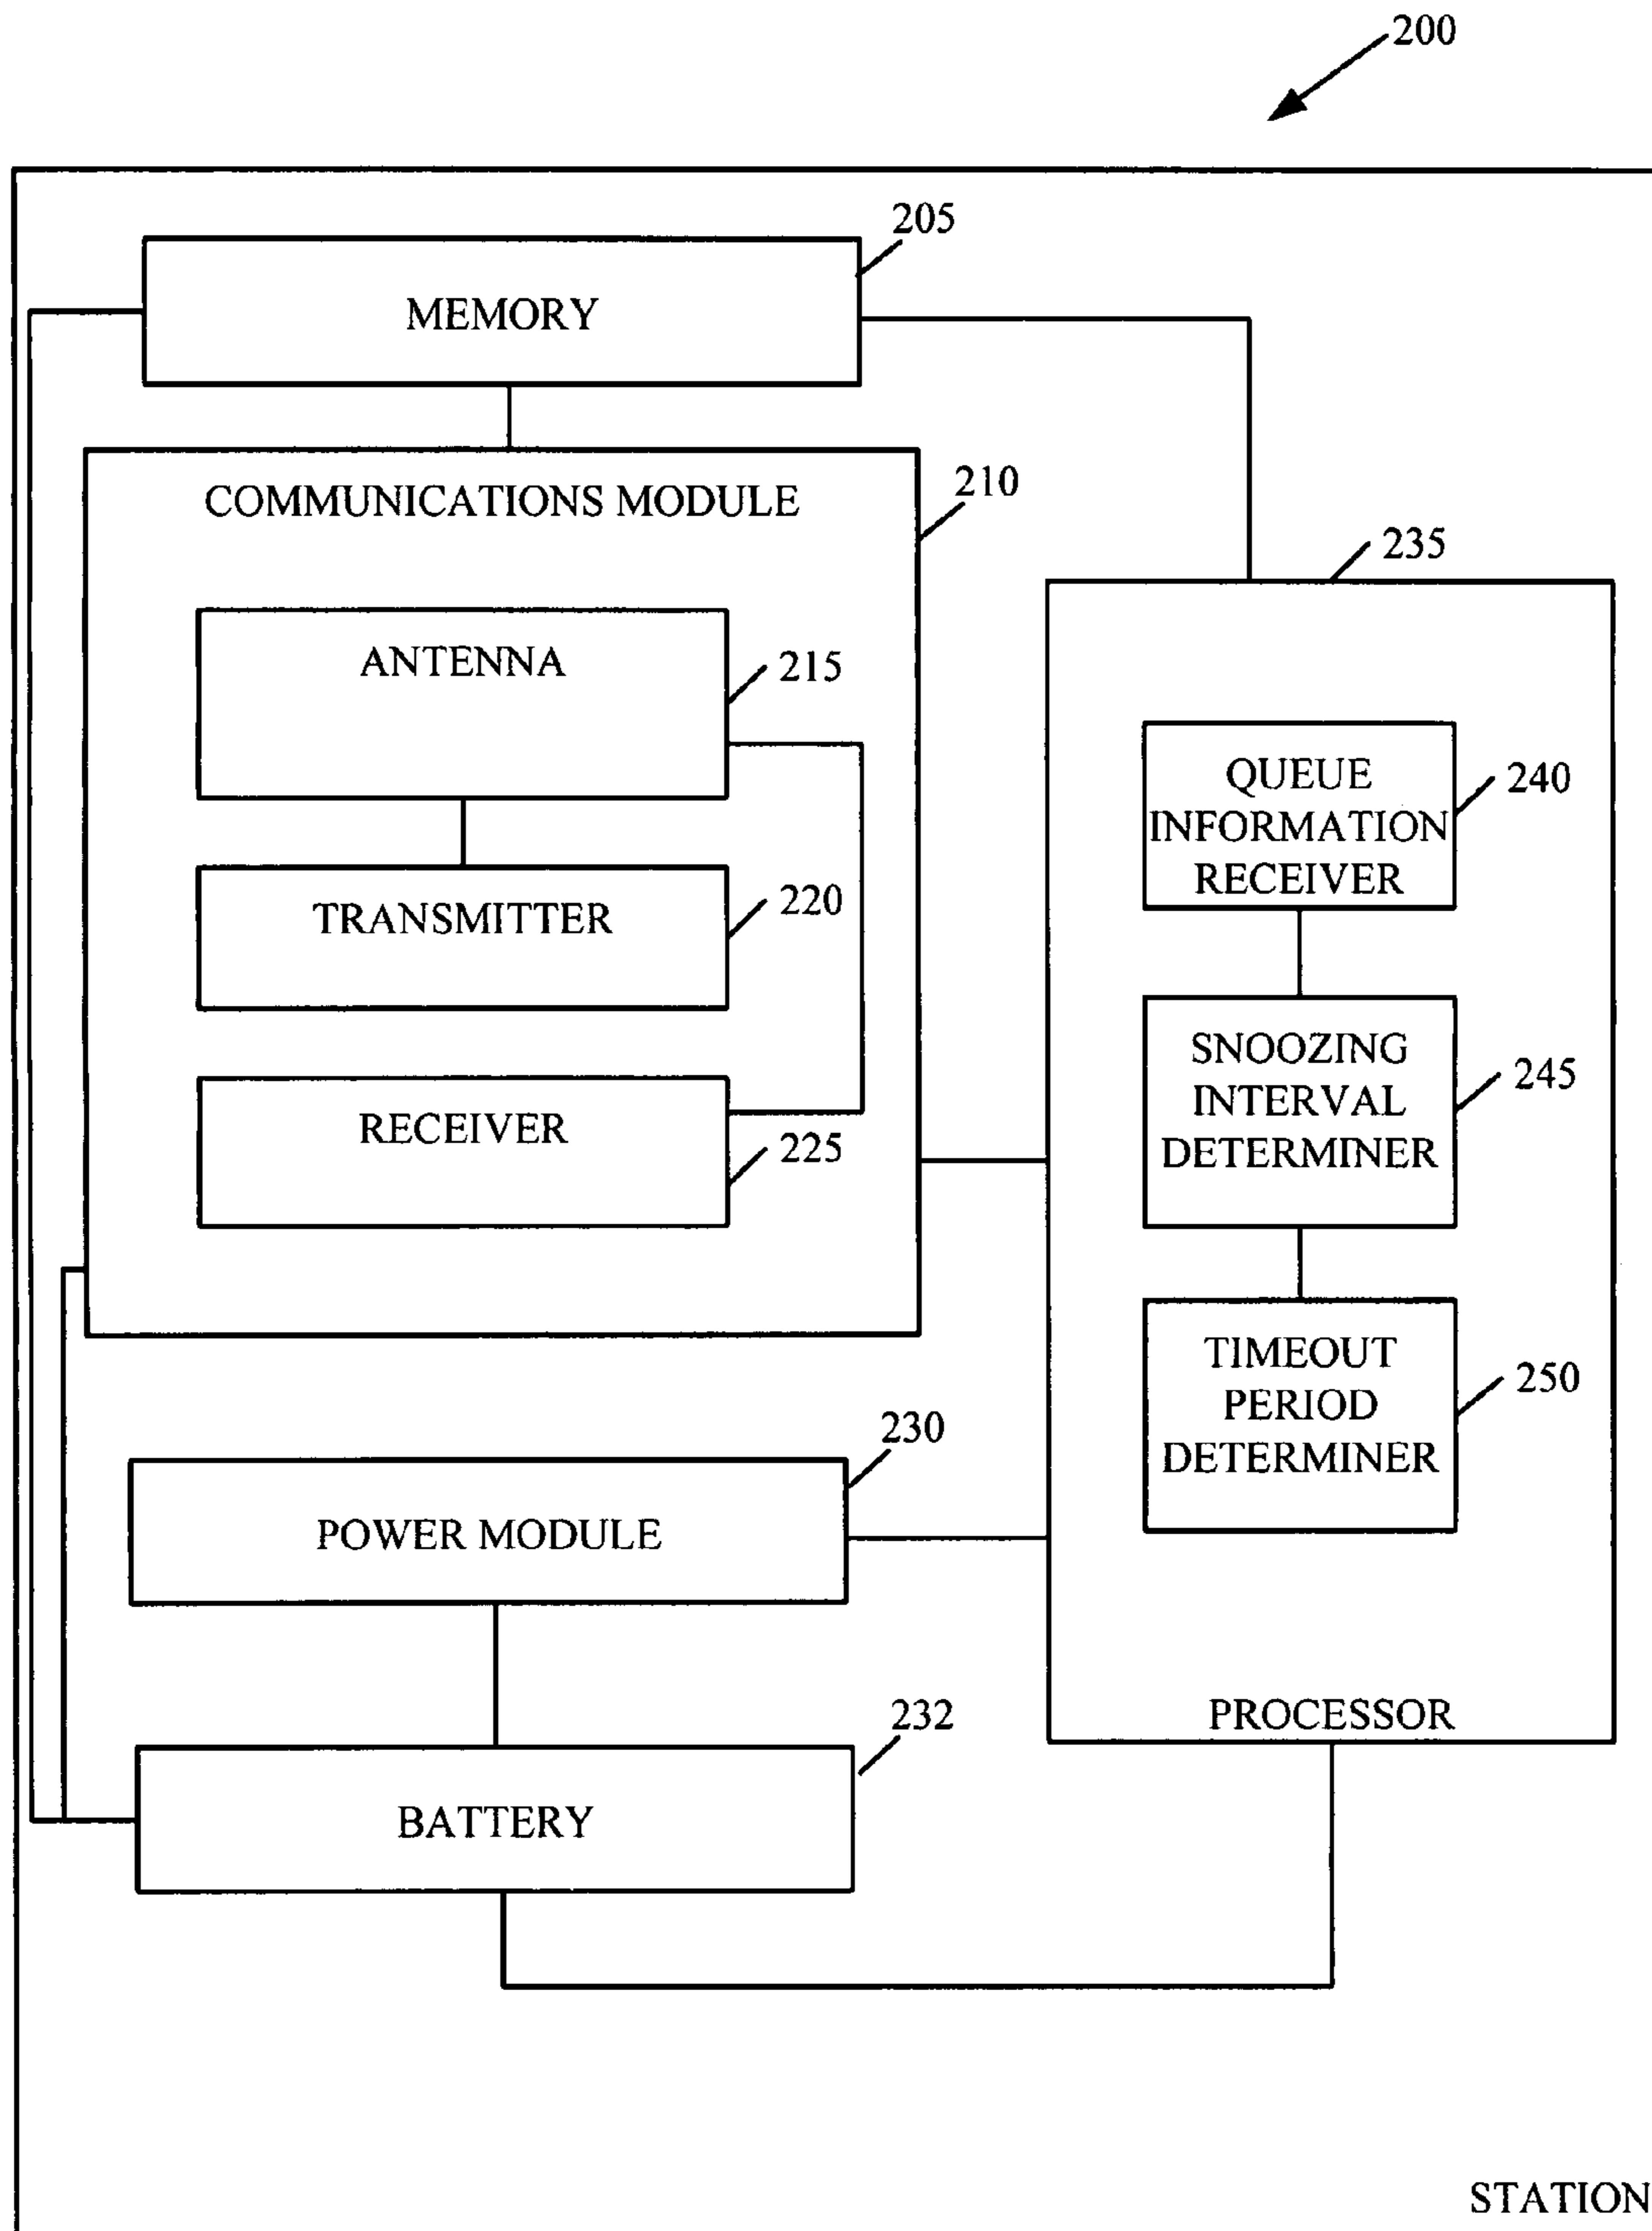 200
205
MEMORY
COMMUNICATIONS MODULE
210
235
ANTENNA
215
QUEUE
INFORMATION
RECEIVER
240
TRANSMITTER
220
SNOOZING
INTERVAL
DETERMINER
245
RECEIVER
225
TIMEOUT
PERIOD
DETERMINER
250
230
POWER MODULE
232
PROCESSOR
BATTERY
STATION